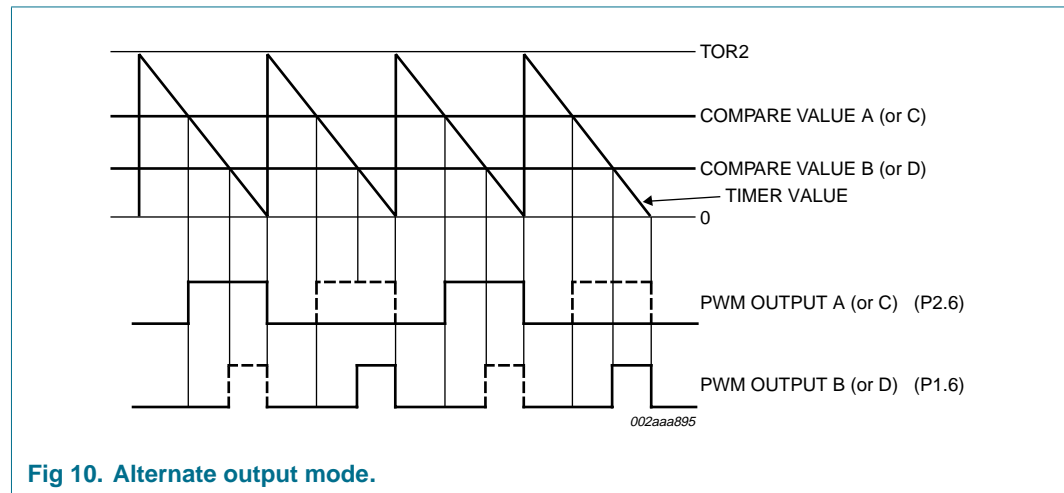 TOR2
COMPARE VALUE A (or C)
COMPARE VALUE B (or D)
TIMER VALUE
0
PWM OUTPUT A (or C) (P2.6)
PWM OUTPUT B (or D) (P1.6)
002aaa895
Fig 10. Alternate output mode.